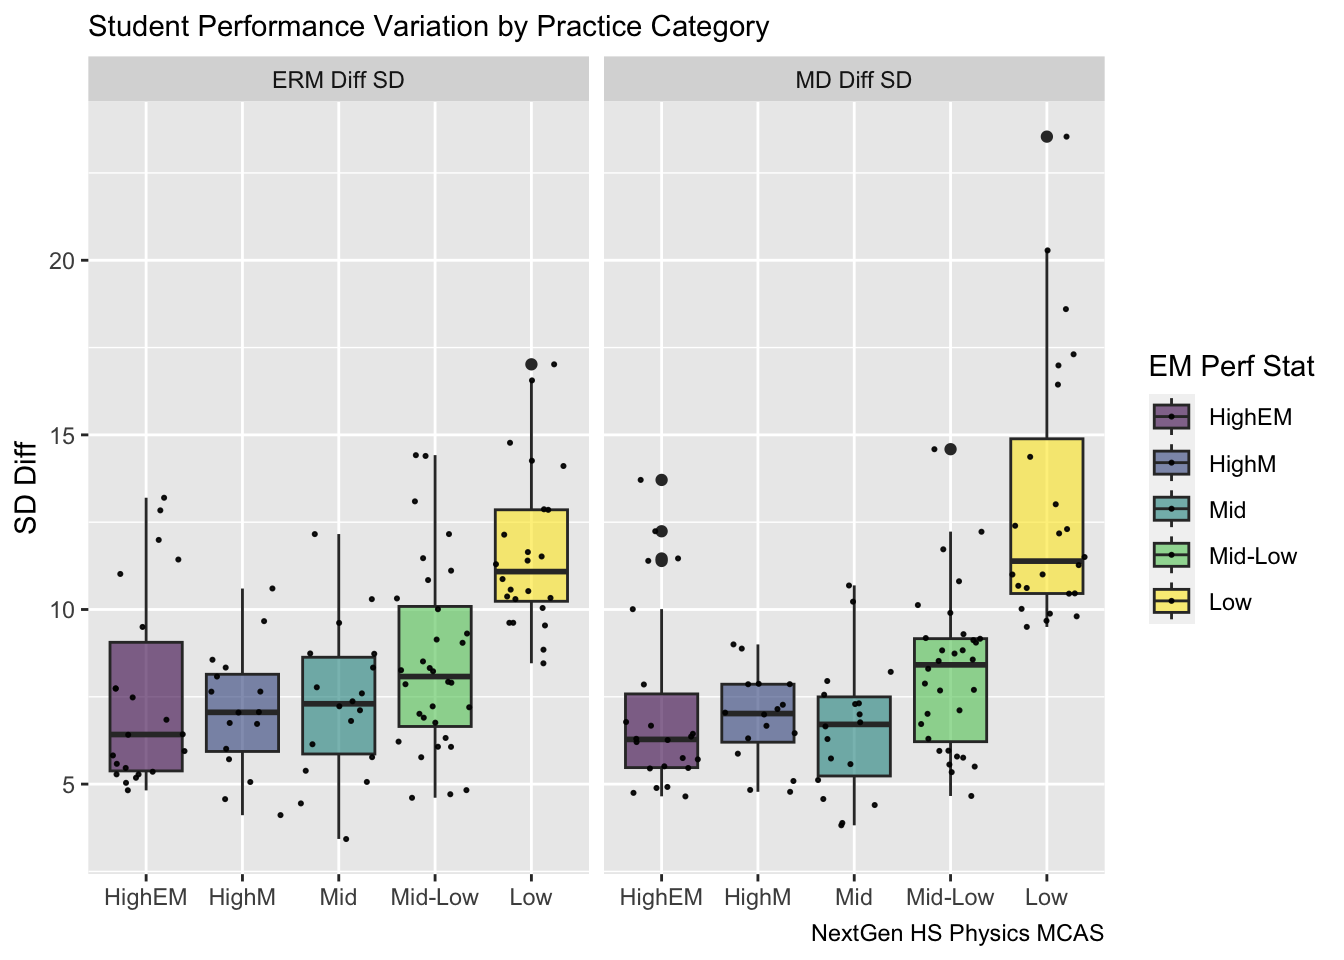 Student Performance Variation by Practice Category
ERM Diff SD
MD Diff SD
SD Diff
20
15
10
5
HighEM
HighM
Mid
Mid-Low
Low
HighEM
HighM
Mid
Mid-Low
Low
NextGen HS Physics MCAS
EM Perf Stat
HighEM
HighM
Mid
Mid-Low
Low